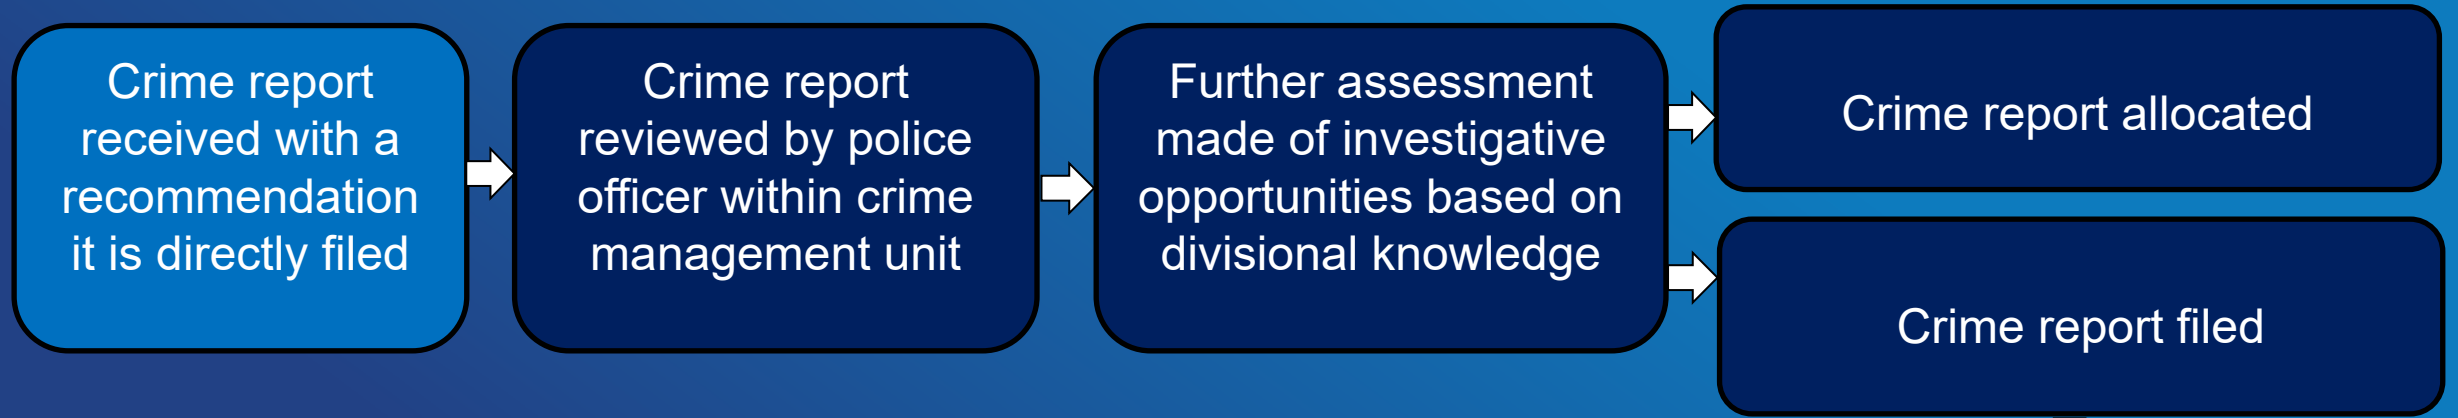 Crime report
received with a
recommendation
it is directly filed
Crime report
reviewed by police
officer within crime
management unit
Further assessment
made of investigative
opportunities based on
divisional knowledge
Crime report allocated
Crime report filed